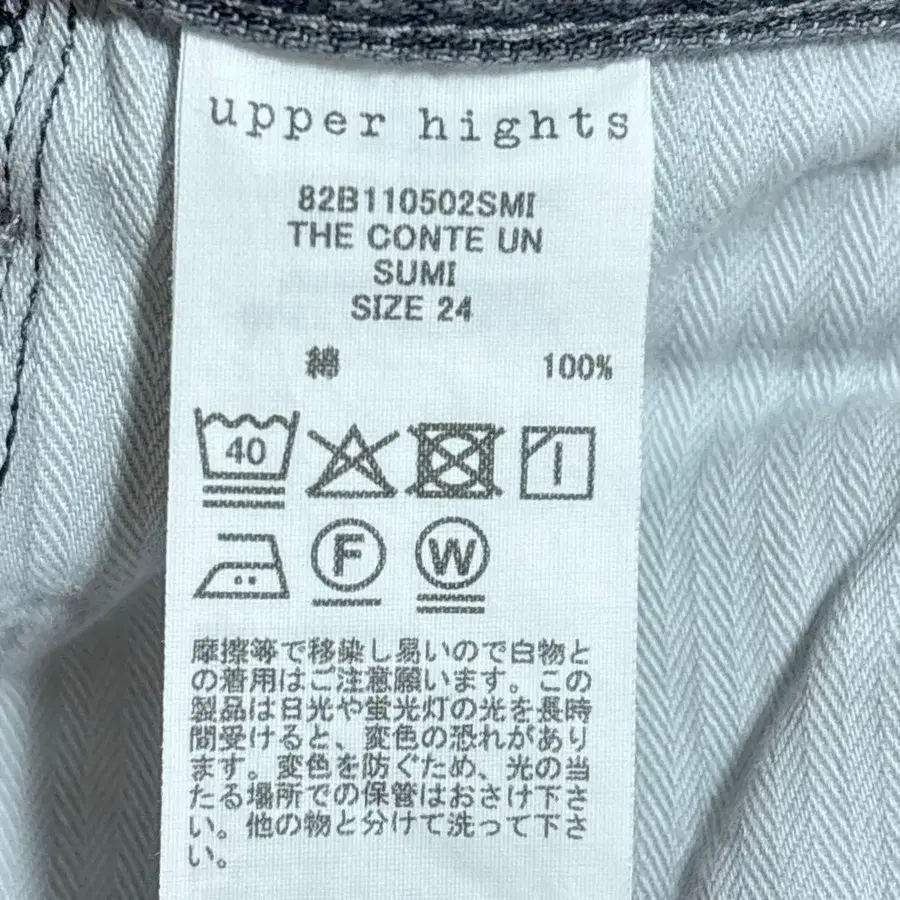 upper hights
82B110502SMI
THE CONTE UN
SUMI
SIZE 24
綿 100%
40
F W
摩擦等で移染し易いので白物と
の着用はご注意願います。この
製品は日光や蛍光灯の光を長時
間受けると、変色の恐れがあり
ます。変色を防ぐため、光の当
たる場所での保管はおさけ下さ
い。他の物と分けて洗って下さ
い。